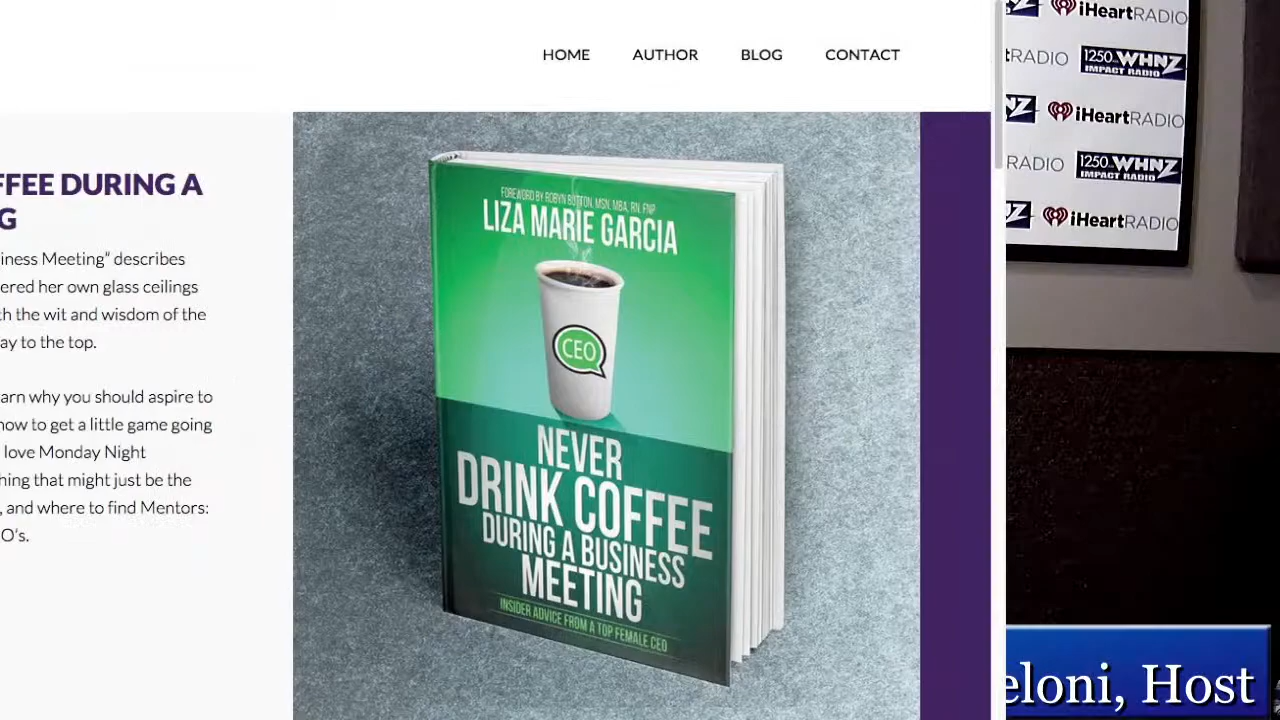 HOME AUTHOR BLOG CONTACT
FFEE DURING A
G
iness Meeting" describes
ered her own glass ceilings
th the wit and wisdom of the
ay to the top.
arn why you should aspire to
now to get a little game going
love Monday Night
hing that might just be the
, and where to find Mentors:
O's.
FOREWORD BY ROBYN BUTTON, MSN, MBA, RN, FNP
LIZA MARIE GARCIA
CEO
NEVER
DRINK COFFEE
DURING A BUSINESS
MEETING
INSIDER ADVICE FROM A TOP FEMALE CEO
iHeartRADIO
RADIO 1250 WHNZ
IMPACT RADIO
NZ iHeartRADIO
RADIO 1250 WHNZ
IMPACT RADIO
Z iHeartRADIO
eloni, Host